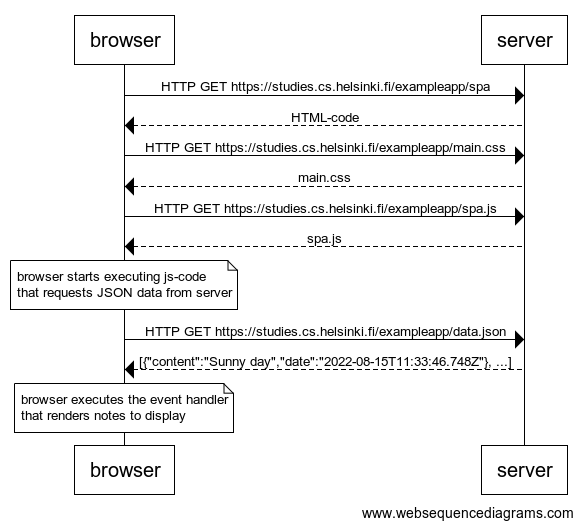 browser
server
HTTP GET https://studies.cs.helsinki.fi/exampleapp/spa
HTML-code
HTTP GET https://studies.cs.helsinki.fi/exampleapp/main.css
main.css
HTTP GET https://studies.cs.helsinki.fi/exampleapp/spa.js
spa.js
browser starts executing js-code
that requests JSON data from server
HTTP GET https://studies.cs.helsinki.fi/exampleapp/data.json
[{"content":"Sunny day","date":"2022-08-15T11:33:46.748Z"}, ...]
browser executes the event handler
that renders notes to display
browser
server
www.websequencediagrams.com